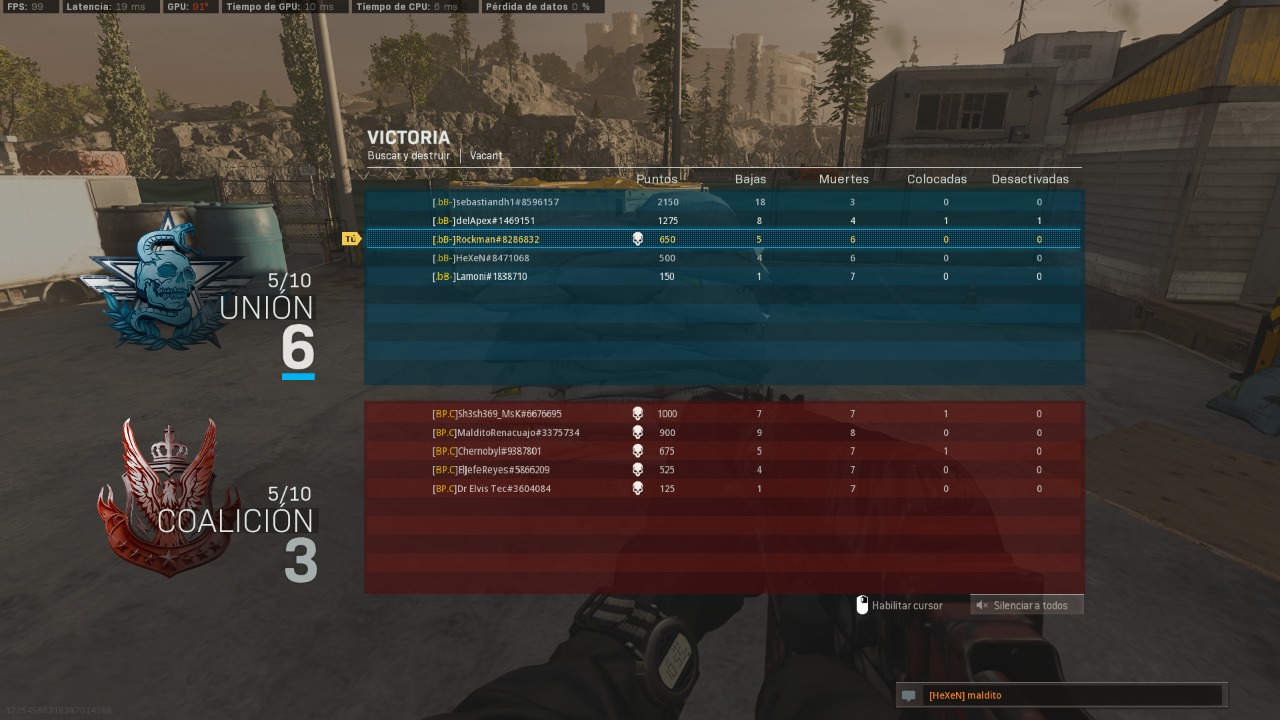 FPS: 99 Latencia: 19 ms GPU: 91° Tiempo de GPU: 10 ms Tiempo de CPU: 6 ms Pérdida de datos 0 %
VICTORIA
Buscar y destruir | Vacant
Puntos Bajas Muertes Colocadas Desactivadas
[.bB-]sebastiandh1#8596157 2150 18 3 0 0
[.bB-]delApex#1469151 1275 8 4 1 1
TÚ [.bB-]Rockman#8286832 650 5 6 0 0
[.bB-]HeXeN#8471068 500 4 6 0 0
[.bB-]Lamoni#1838710 150 1 7 0 0
5/10
UNIÓN
6
[BP.C]Sh3sh369_MsK#6676695 1000 7 7 1 0
[BP.C]MalditoRenacuajo#3375734 900 9 8 0 0
[BP.C]Chernobyl#9387801 675 5 7 1 0
[BP.C]ElJefeReyes#5866209 525 4 7 0 0
[BP.C]Dr Elvis Tec#3604084 125 1 7 0 0
5/10
COALICIÓN
3
Habilitar cursor Silenciar a todos
[HeXeN] maldito